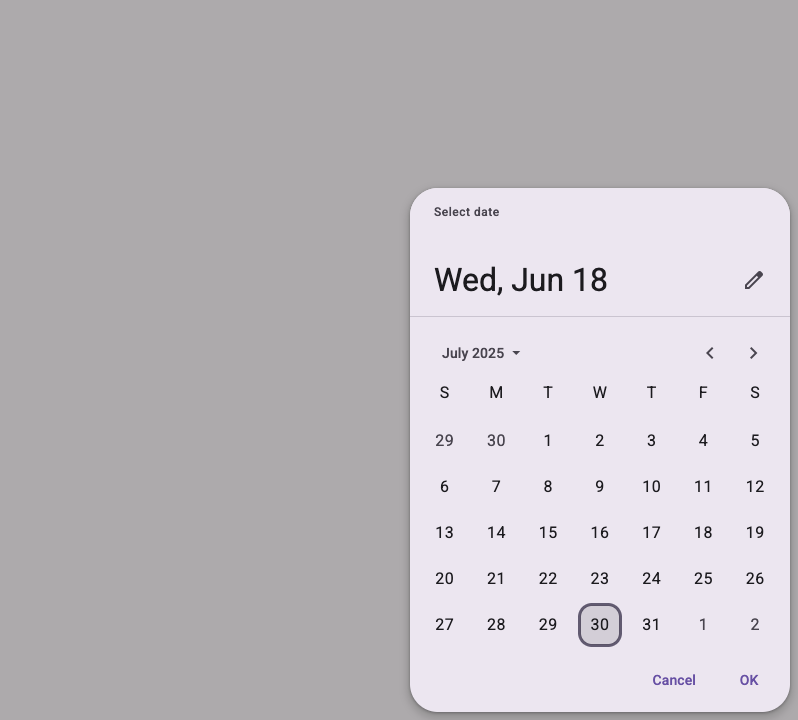 Select date
Wed, Jun 18
July 2025
S M T W T F S
29 30 1 2 3 4 5
6 7 8 9 10 11 12
13 14 15 16 17 18 19
20 21 22 23 24 25 26
27 28 29 30 31 1 2
Cancel OK